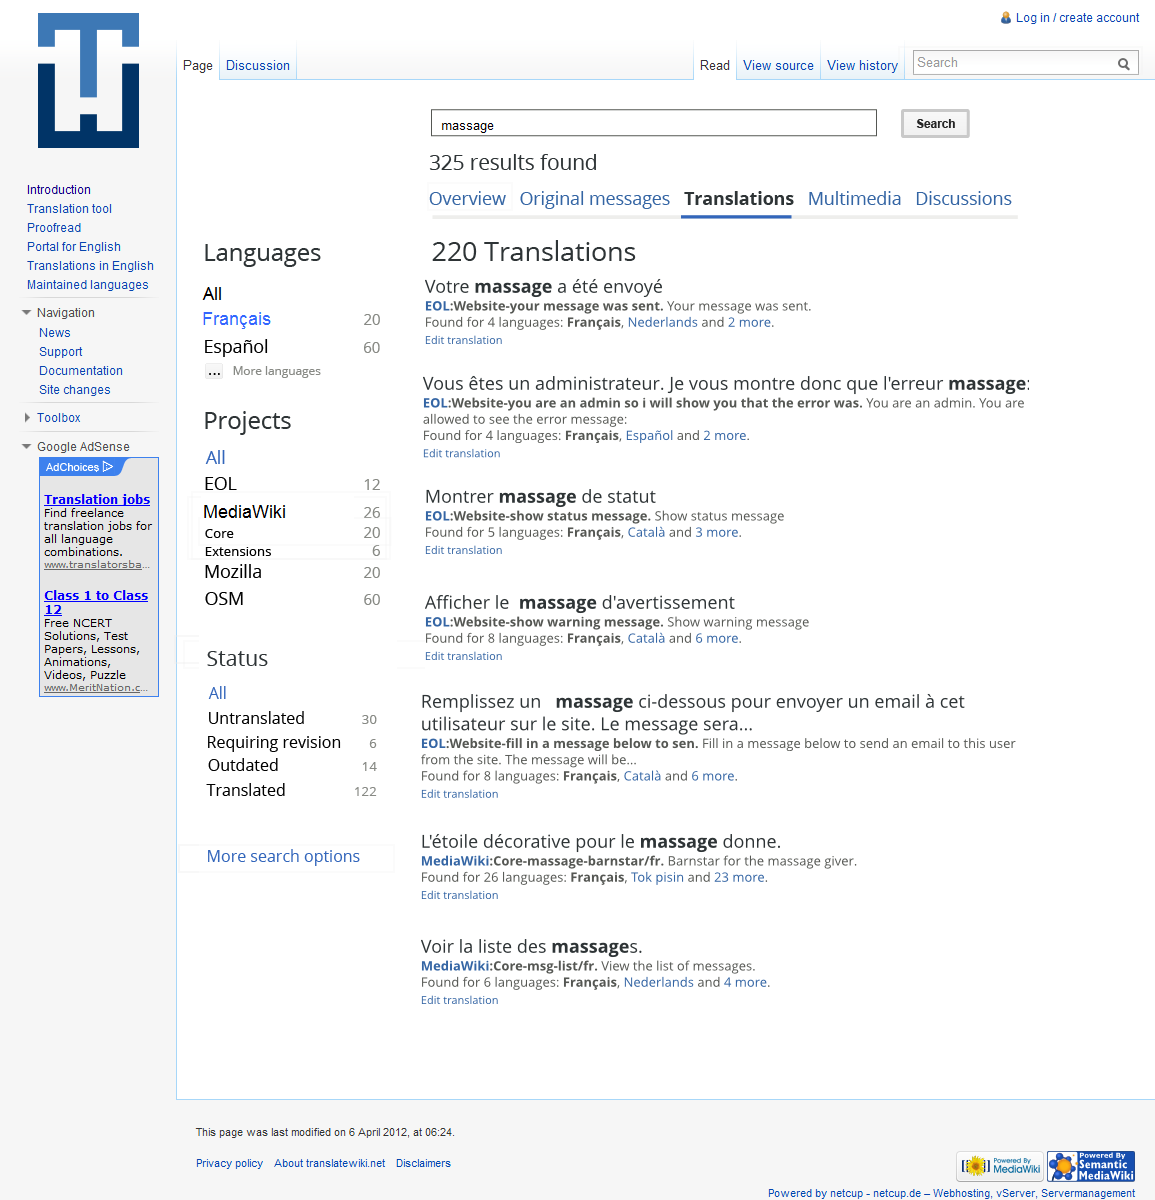 Log in / create account
Page Discussion Read View source View history Search
massage Search
325 results found
Overview Original messages Translations Multimedia Discussions
Introduction
Translation tool
Proofread
Portal for English
Translations in English
Maintained languages
Navigation
News
Support
Documentation
Site changes
Toolbox
Google AdSense
AdChoices
Translation jobs
Find freelance
translation jobs for
all language
combinations.
www.translatorsba...
Class 1 to Class
12
Free NCERT
Solutions, Test
Papers, Lessons,
Animations,
Videos, Puzzle
www.MeritNation.c...
Languages
All
Français 20
Español 60
... More languages
Projects
All
EOL 12
MediaWiki 26
Core 20
Extensions 6
Mozilla 20
OSM 60
Status
All
Untranslated 30
Requiring revision 6
Outdated 14
Translated 122
More search options
220 Translations
Votre massage a été envoyé
EOL:Website-your message was sent. Your message was sent.
Found for 4 languages: Français, Nederlands and 2 more.
Edit translation
Vous êtes un administrateur. Je vous montre donc que l'erreur massage:
EOL:Website-you are an admin so i will show you that the error was. You are an admin. You are
allowed to see the error message:
Found for 4 languages: Français, Español and 2 more.
Edit translation
Montrer massage de statut
EOL:Website-show status message. Show status message
Found for 5 languages: Français, Català and 3 more.
Edit translation
Afficher le massage d'avertissement
EOL:Website-show warning message. Show warning message
Found for 8 languages: Français, Català and 6 more.
Edit translation
Remplissez un massage ci-dessous pour envoyer un email à cet
utilisateur sur le site. Le message sera...
EOL:Website-fill in a message below to sen. Fill in a message below to send an email to this user
from the site. The message will be...
Found for 8 languages: Français, Català and 6 more.
Edit translation
L'étoile décorative pour le massage donne.
MediaWiki:Core-massage-barnstar/fr. Barnstar for the massage giver.
Found for 26 languages: Français, Tok pisin and 23 more.
Edit translation
Voir la liste des massages.
MediaWiki:Core-msg-list/fr. View the list of messages.
Found for 6 languages: Français, Nederlands and 4 more.
Edit translation
This page was last modified on 6 April 2012, at 06:24.
Privacy policy About translatewiki.net Disclaimers
Powered By
MediaWiki
Powered By
Semantic
MediaWiki
Powered by netcup - netcup.de – Webhosting, vServer, Servermanagement